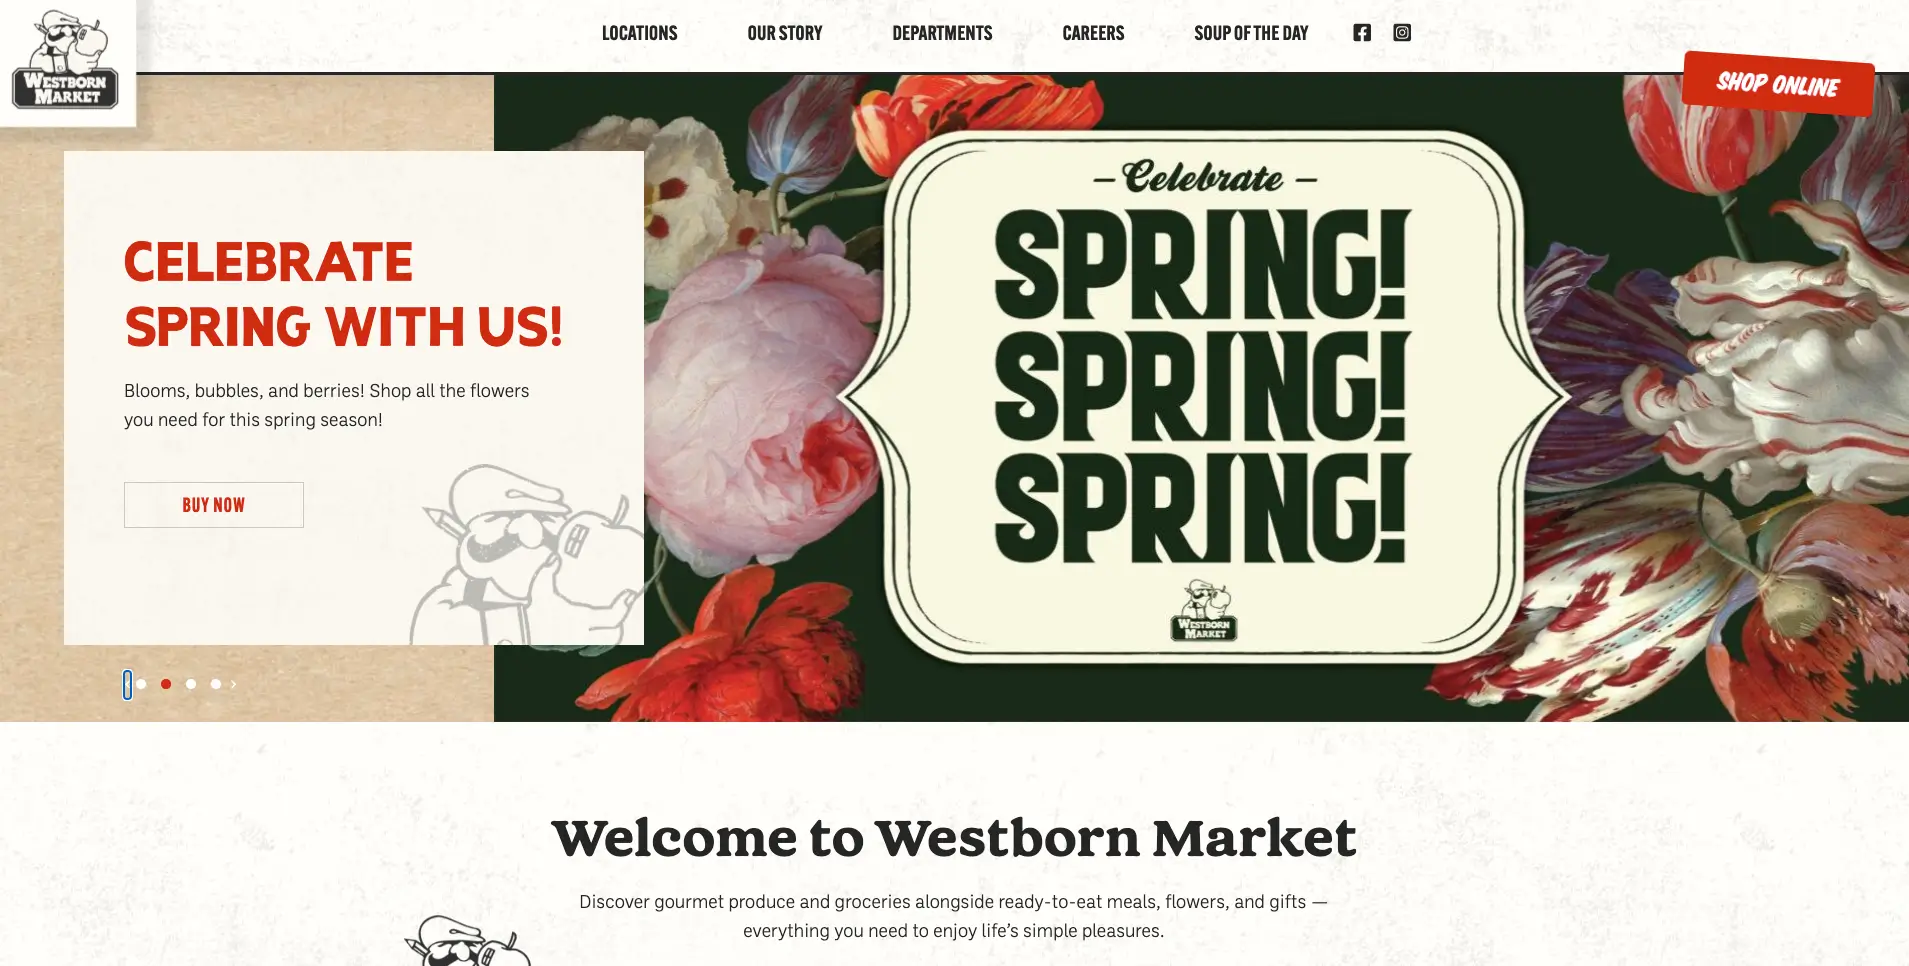 WESTBORN
MARKET
LOCATIONS
OUR STORY
DEPARTMENTS
CAREERS
SOUP OF THE DAY
SHOP ONLINE
CELEBRATE
SPRING WITH US!
Blooms, bubbles, and berries! Shop all the flowers
you need for this spring season!
BUY NOW
– Celebrate –
SPRING!
SPRING!
SPRING!
WESTBORN
MARKET
Welcome to Westborn Market
Discover gourmet produce and groceries alongside ready-to-eat meals, flowers, and gifts —
everything you need to enjoy life’s simple pleasures.